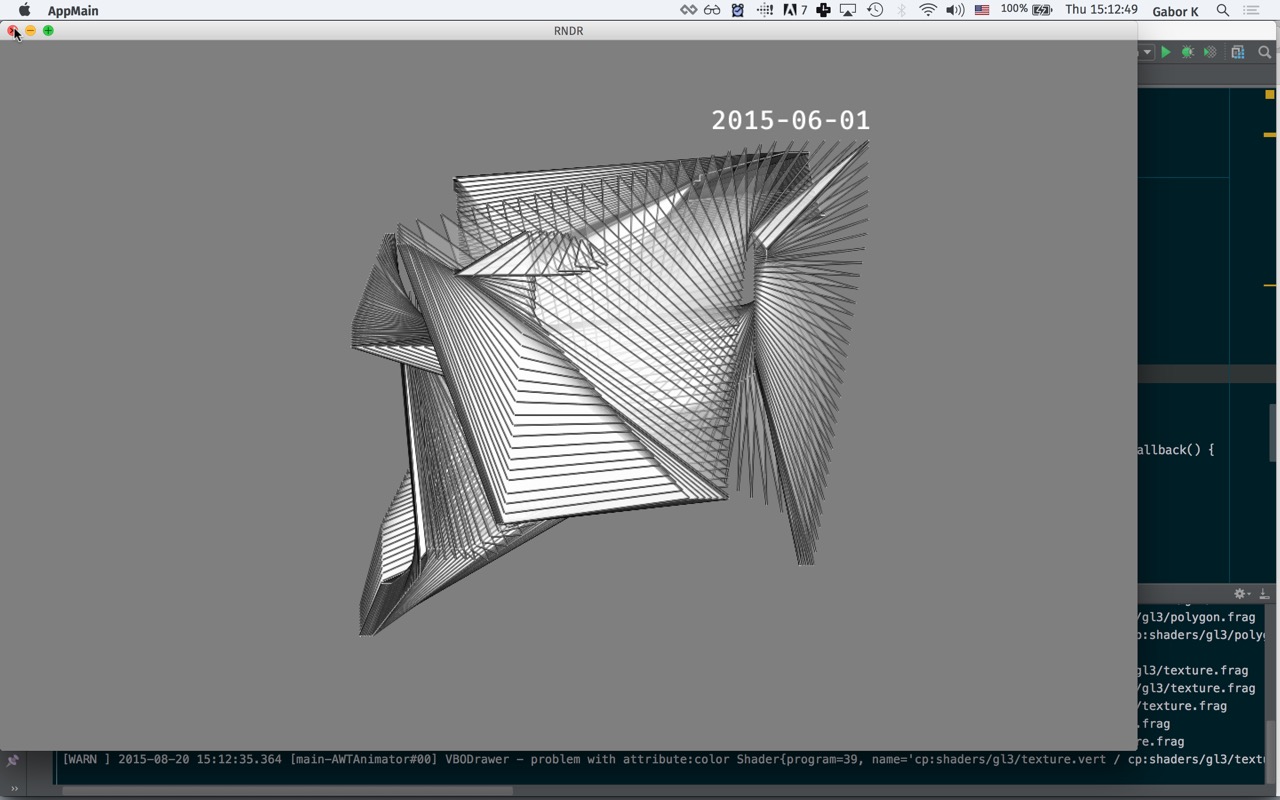 AppMain
7
100%
Thu 15:12:49
Gabor K
RNDR
2015-06-01
allback() {
/gl3/polygon.frag
p:shaders/gl3/poly
gl3/texture.frag
/gl3/texture.frag
/texture.frag
.frag
re.frag
[WARN ] 2015-08-20 15:12:35.364 [main-AWTAnimator#00] VBODrawer - problem with attribute:color Shader{program=39, name='cp:shaders/gl3/texture.vert / cp:shaders/gl3/textu